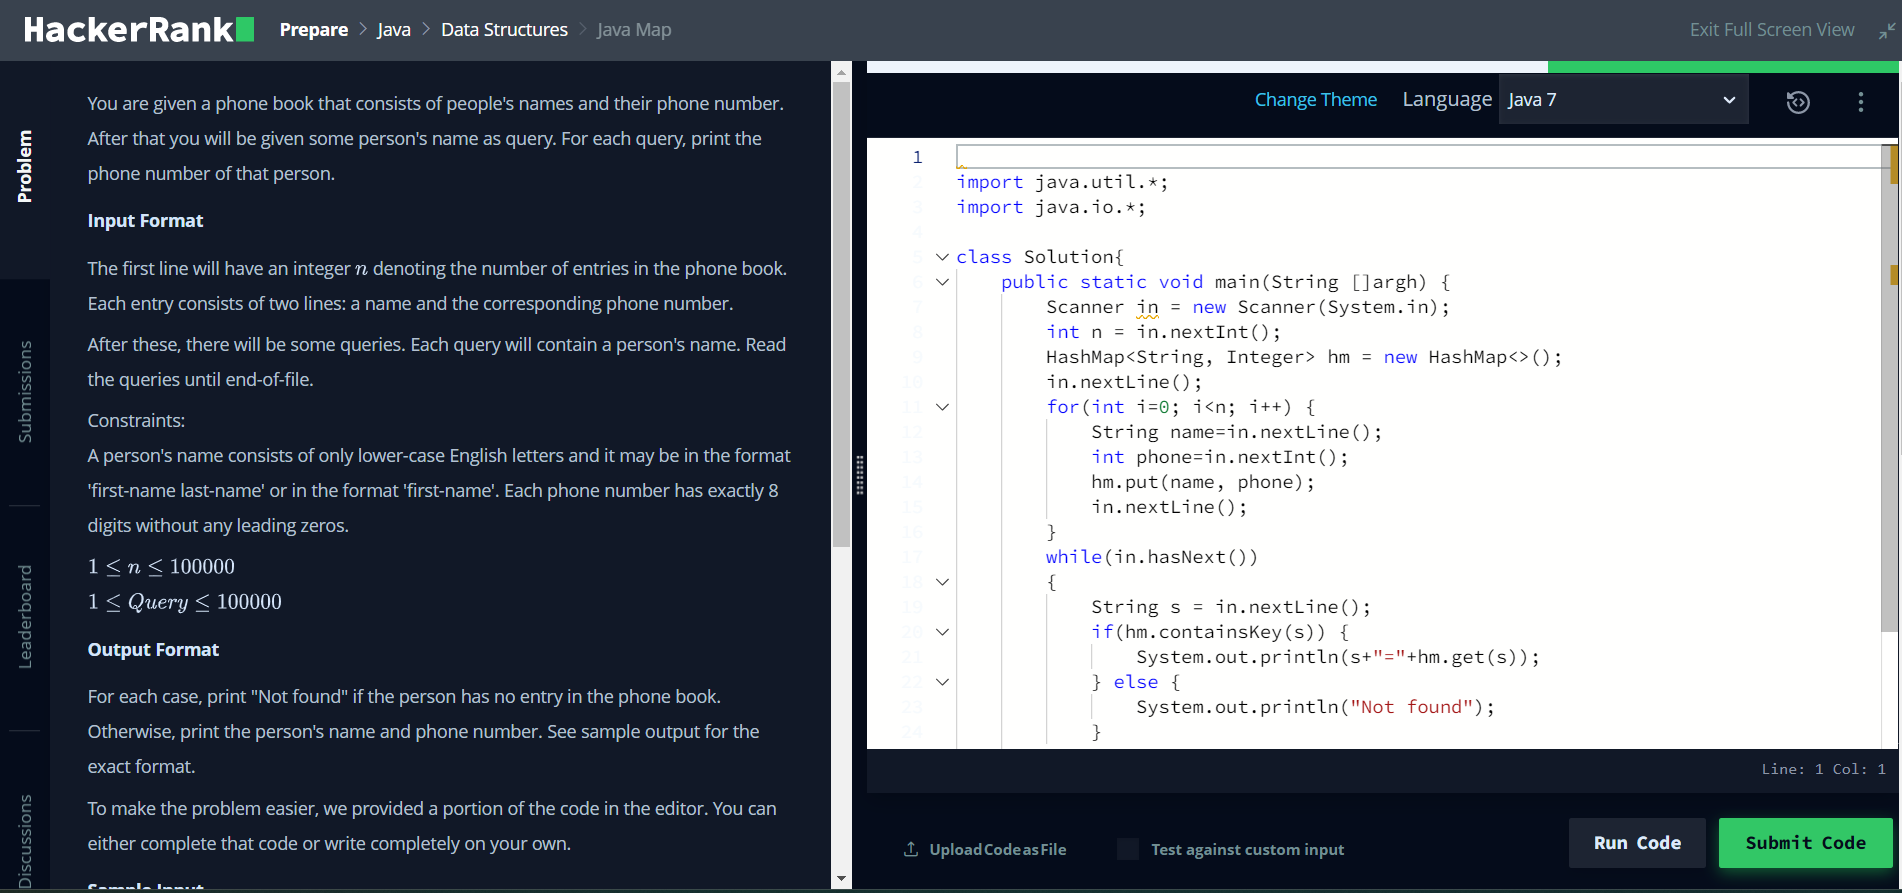 HackerRank
Prepare > Java > Data Structures > Java Map
Exit Full Screen View
Problem
Submissions
Leaderboard
Discussions
You are given a phone book that consists of people's names and their phone number.
After that you will be given some person's name as query. For each query, print the
phone number of that person.
Input Format
The first line will have an integer n denoting the number of entries in the phone book.
Each entry consists of two lines: a name and the corresponding phone number.
After these, there will be some queries. Each query will contain a person's name. Read
the queries until end-of-file.
Constraints:
A person's name consists of only lower-case English letters and it may be in the format
'first-name last-name' or in the format 'first-name'. Each phone number has exactly 8
digits without any leading zeros.
1 ≤ n ≤ 100000
1 ≤ Query ≤ 100000
Output Format
For each case, print "Not found" if the person has no entry in the phone book.
Otherwise, print the person's name and phone number. See sample output for the
exact format.
To make the problem easier, we provided a portion of the code in the editor. You can
either complete that code or write completely on your own.
Sample Input
Change Theme Language Java 7
1
2 import java.util.*;
3 import java.io.*;
4
5 class Solution{
6 public static void main(String []argh) {
7 Scanner in = new Scanner(System.in);
8 int n = in.nextInt();
9 HashMap<String, Integer> hm = new HashMap<>();
10 in.nextLine();
11 for(int i=0; i<n; i++) {
12 String name=in.nextLine();
13 int phone=in.nextInt();
14 hm.put(name, phone);
15 in.nextLine();
16 }
17 while(in.hasNext())
18 {
19 String s = in.nextLine();
20 if(hm.containsKey(s)) {
21 System.out.println(s+"="+hm.get(s));
22 } else {
23 System.out.println("Not found");
24 }
Line: 1 Col: 1
Upload Code as File
Test against custom input
Run Code
Submit Code